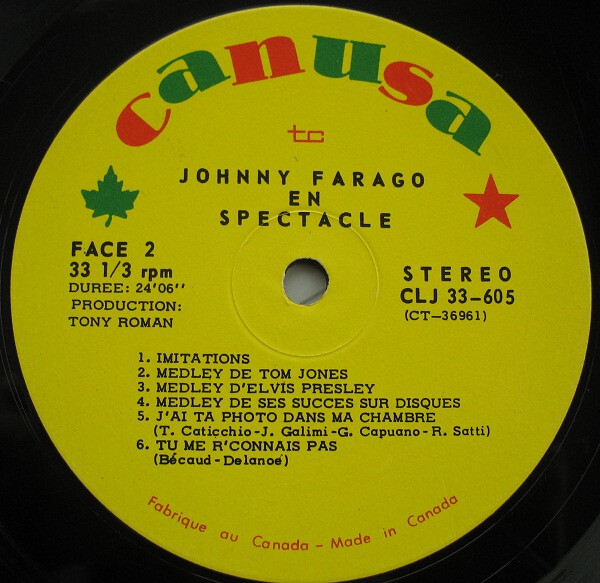 canusa
tc
JOHNNY FARAGO
EN
SPECTACLE
FACE 2
33 1/3 rpm
DUREE: 24'06''
PRODUCTION:
TONY ROMAN
STEREO
CLJ 33-605
(CT-36961)
1. IMITATIONS
2. MEDLEY DE TOM JONES
3. MEDLEY D'ELVIS PRESLEY
4. MEDLEY DE SES SUCCES SUR DISQUES
5. J'AI TA PHOTO DANS MA CHAMBRE
(T. Caticchio-J. Galimi-G. Capuano-R. Satti)
6. TU ME R'CONNAIS PAS
(Bécaud-Delanoé)
Fabrique au Canada - Made in Canada